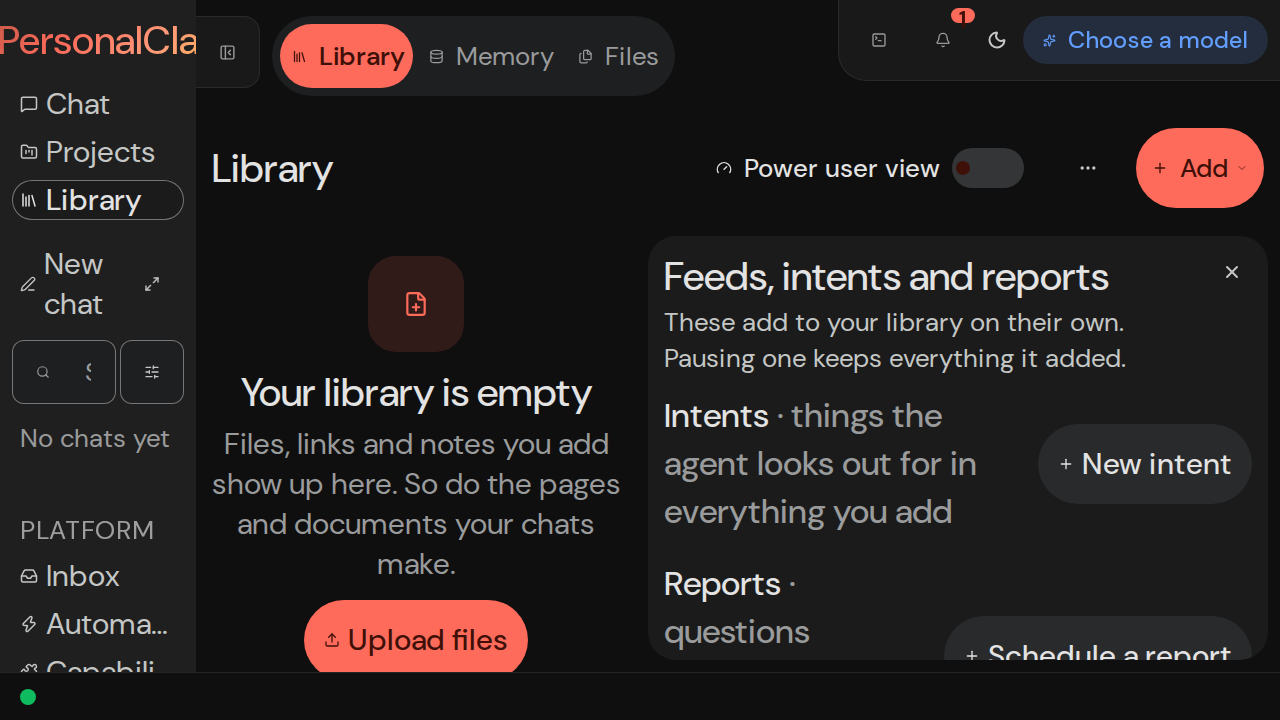 PersonalCla
Library
Memory
Files
1
Choose a model
Chat
Projects
Library
New
chat
No chats yet
PLATFORM
Inbox
Automa...
Capabili
Library
Power user view
Add
Your library is empty
Files, links and notes you add
show up here. So do the pages
and documents your chats
make.
Upload files
Feeds, intents and reports
These add to your library on their own.
Pausing one keeps everything it added.
Intents · things the
agent looks out for in
everything you add
New intent
Reports ·
questions
Schedule a report